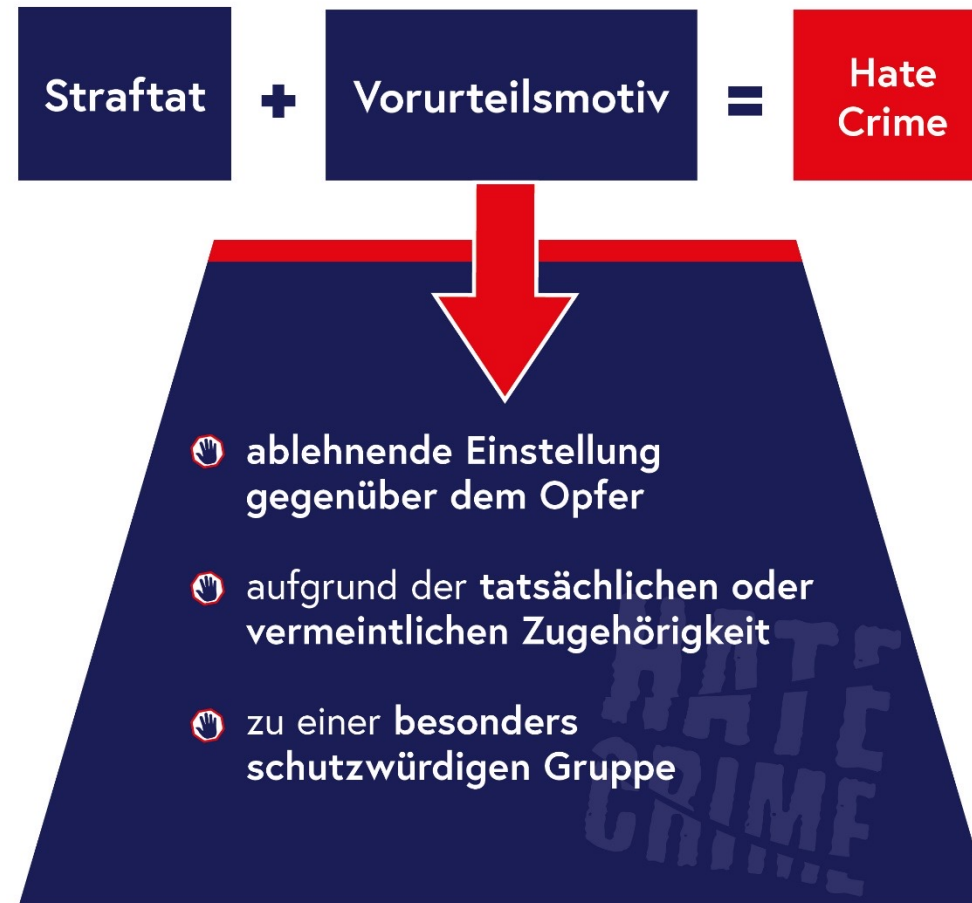 Straftat + Vorurteilsmotiv = Hate
Crime
ablehnende Einstellung
gegenüber dem Opfer
aufgrund der tatsächlichen oder
vermeintlichen Zugehörigkeit
zu einer besonders
schutzwürdigen Gruppe
HATE
CRIME